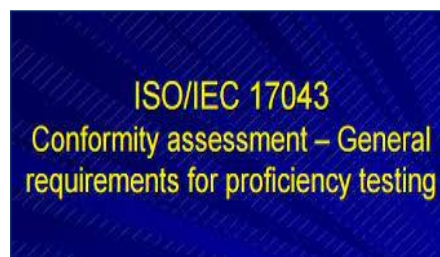 ISO/IEC 17043
Conformity assessment – General
requirements for proficiency testing